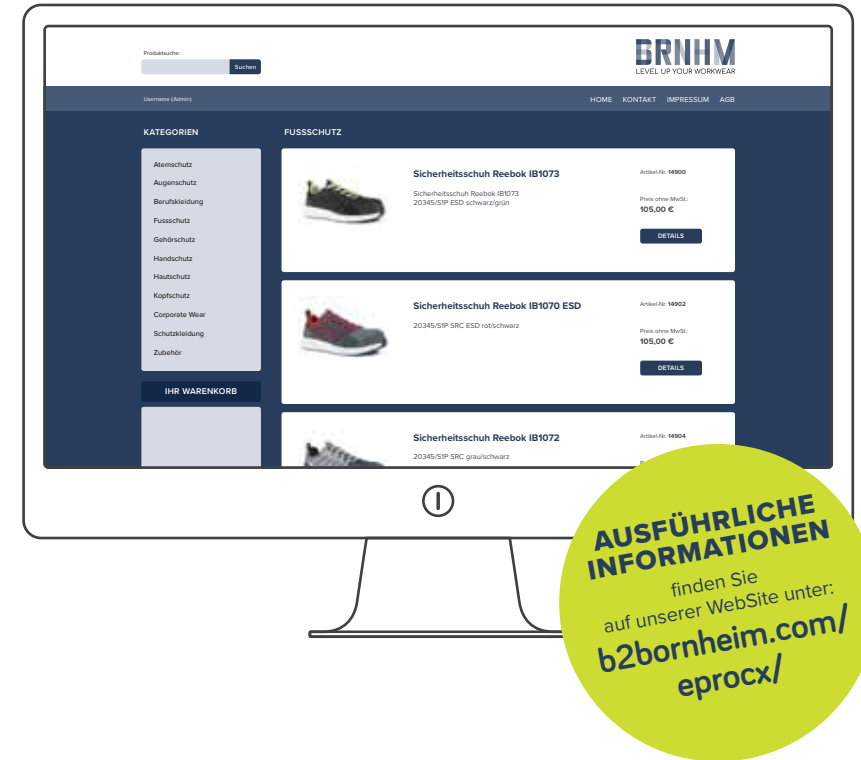 Produktsuche:
Suchen
BRNHM
LEVEL UP YOUR WORKWEAR
Username (Admin)
HOME KONTAKT IMPRESSUM AGB
KATEGORIEN
Atemschutz
Augenschutz
Berufskleidung
Fussschutz
Gehörschutz
Handschutz
Hautschutz
Kopfschutz
Corporate Wear
Schutzkleidung
Zubehör
IHR WARENKORB
FUSSSCHUTZ
Sicherheitsschuh Reebok IB1073
Sicherheitsschuh Reebok IB1073
20345/S1P ESD schwarz/grün
Artikel-Nr. 14900
Preis ohne MwSt.:
105,00 €
DETAILS
Sicherheitsschuh Reebok IB1070 ESD
20345/S1P SRC ESD rot/schwarz
Artikel-Nr. 14902
Preis ohne MwSt.:
105,00 €
DETAILS
Sicherheitsschuh Reebok IB1072
20345/S1P SRC grau/schwarz
Artikel-Nr. 14904
AUSFÜHRLICHE
INFORMATIONEN
finden Sie
auf unserer WebSite unter:
b2bornheim.com/
eprocx/